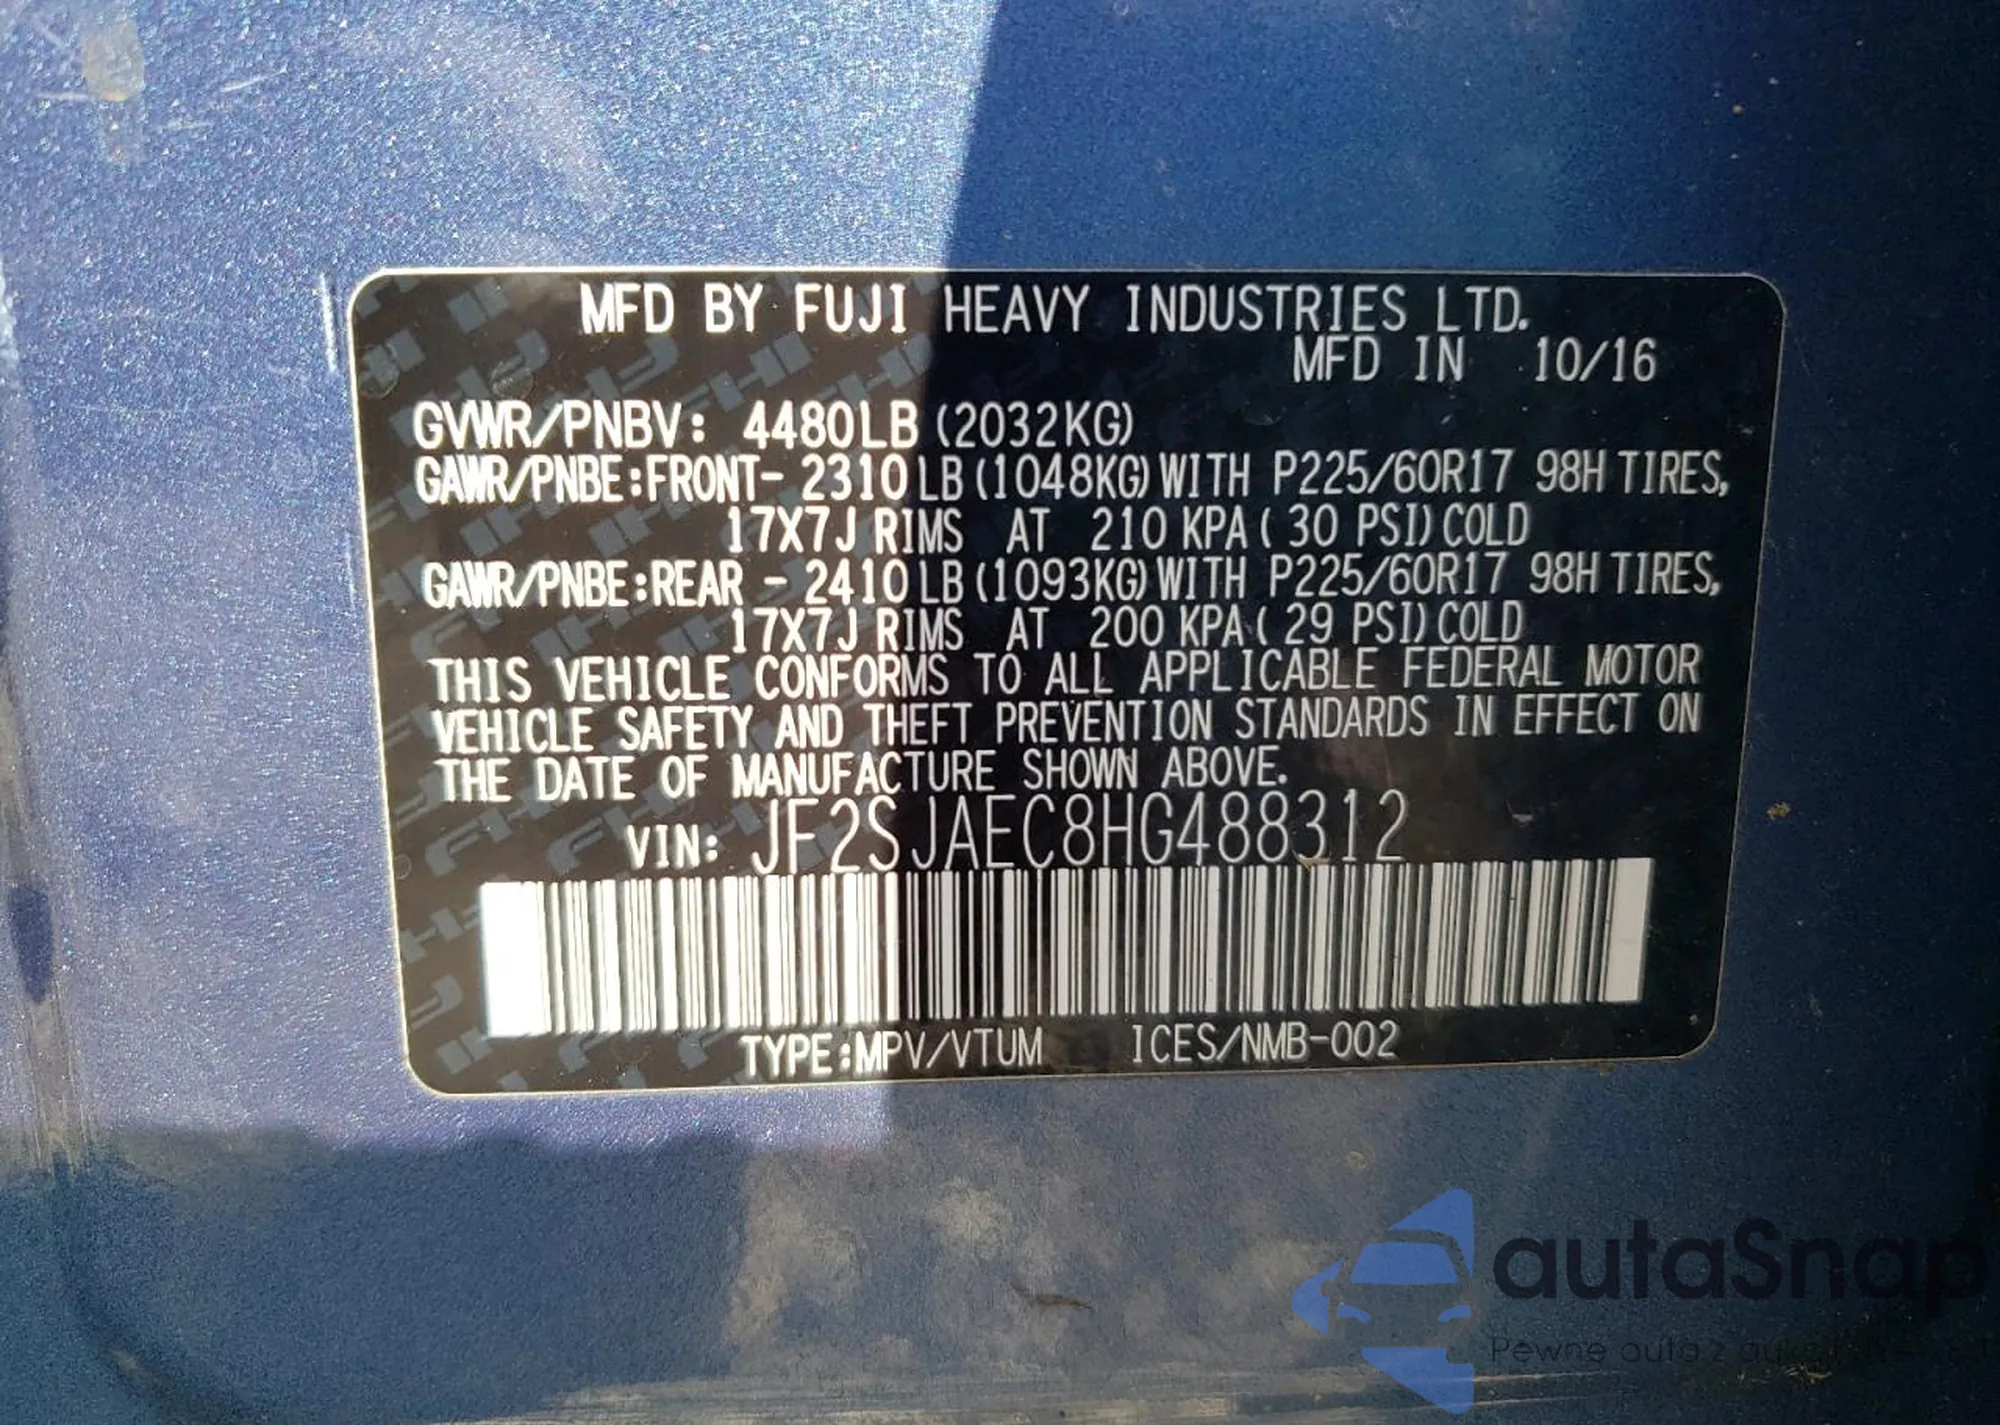 MFD BY FUJI HEAVY INDUSTRIES LTD.
MFD IN 10/16
GVWR/PNBV: 4480LB (2032KG)
GAWR/PNBE:FRONT- 2310 LB (1048KG) WITH P225/60R17 98H TIRES,
17X7J RIMS AT 210 KPA ( 30 PSI) COLD
GAWR/PNBE:REAR - 2410 LB (1093KG) WITH P225/60R17 98H TIRES,
17X7J RIMS AT 200 KPA ( 29 PSI) COLD
THIS VEHICLE CONFORMS TO ALL APPLICABLE FEDERAL MOTOR
VEHICLE SAFETY AND THEFT PREVENTION STANDARDS IN EFFECT ON
THE DATE OF MANUFACTURE SHOWN ABOVE.
VIN: JF2SJAEC8HG488312
TYPE:MPV/VTUM ICES/NMB-002
autaSnap
Pewne auto z